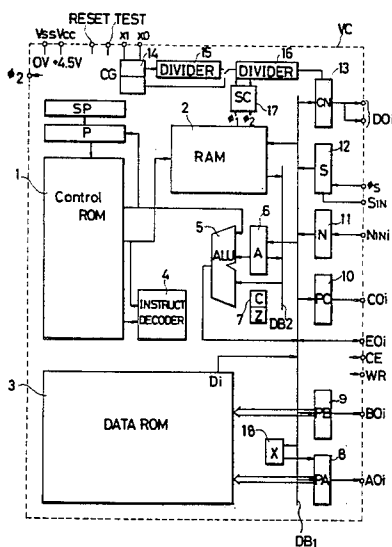 RESET TEST
Vss Vcc X1 X0
VC
0V +4.5V
ϕ2
CG
14
DIVIDER
15
DIVIDER
16
13
CN
DOi
SC
17
ϕ1 ϕ2
SP
P
2
RAM
12
S
ϕS
SIN
1
Control
ROM
5
ALU
6
A
11
N
NINi
4
INSTRUCT
DECODER
10
PC
COi
7
C
Z
DB2
EOi
CE
WR
3
Di
DATA ROM
9
PB
BOi
18
X
8
PA
AOi
DB1